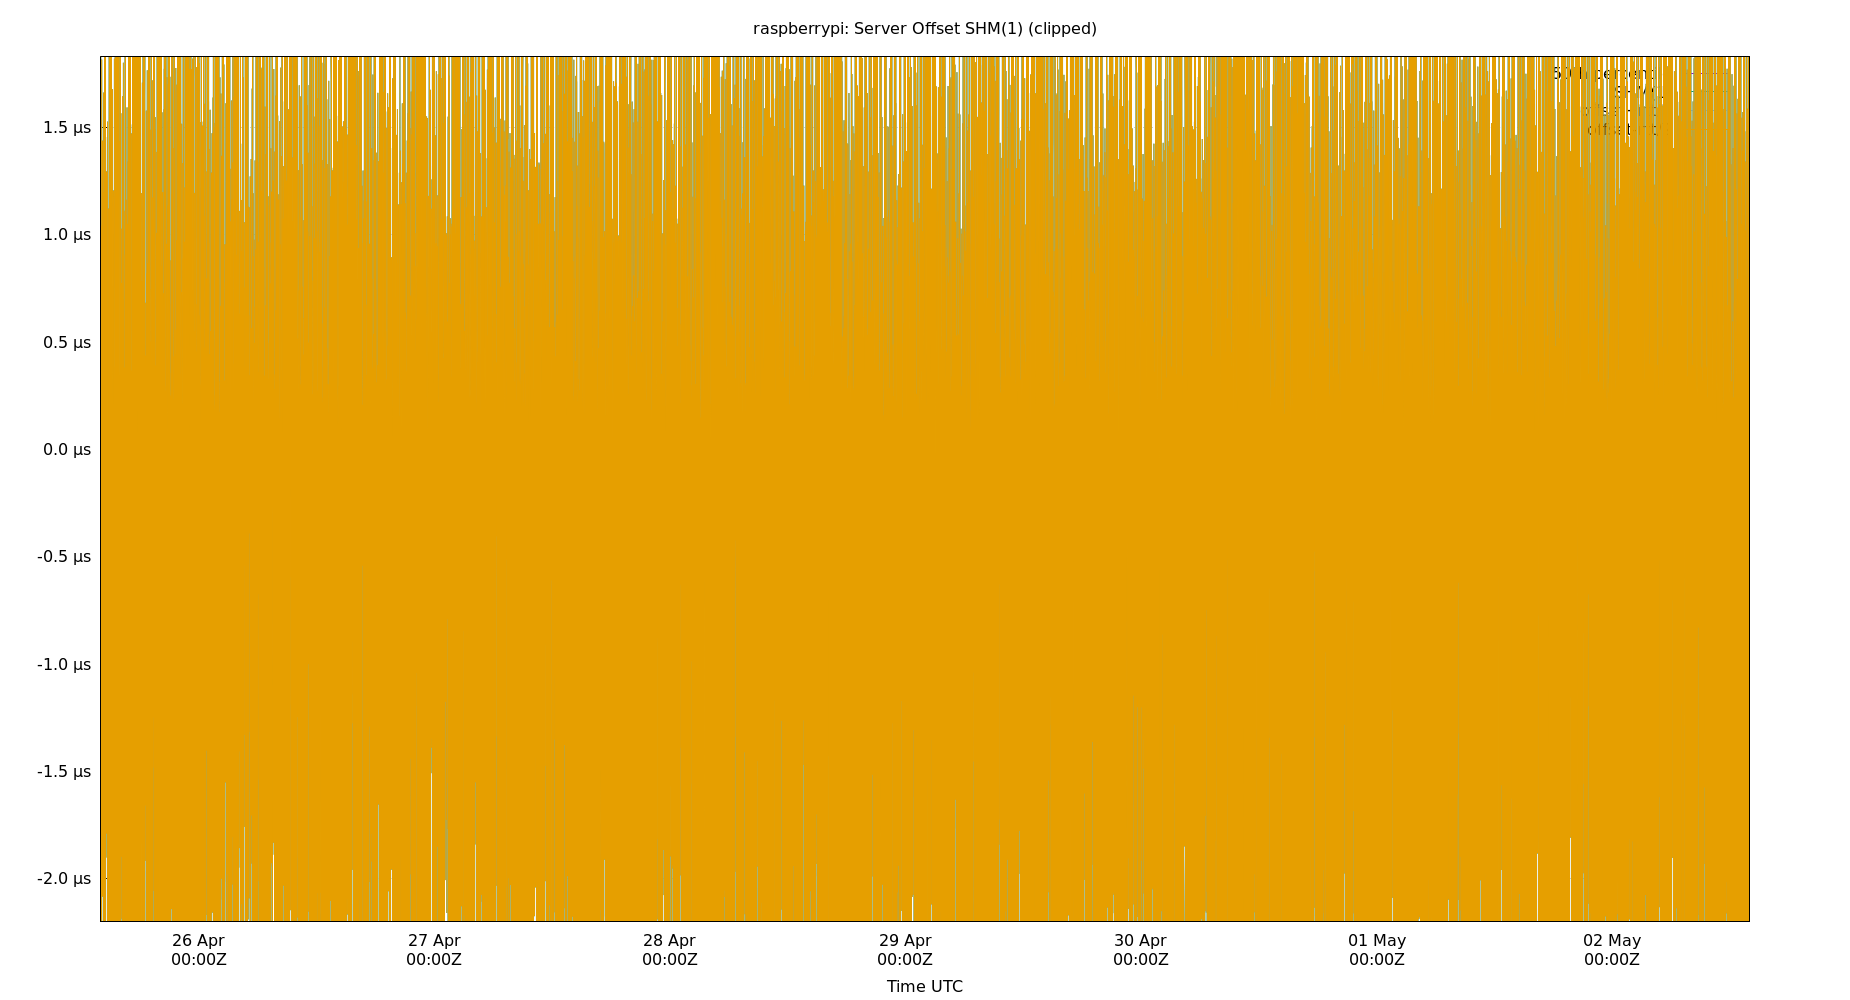 raspberrypi: Server Offset SHM(1) (clipped)
1.5 µs
1.0 µs
0.5 µs
0.0 µs
-0.5 µs
-1.0 µs
-1.5 µs
-2.0 µs
26 Apr 27 Apr 28 Apr 29 Apr 30 Apr 01 May 02 May
00:00Z 00:00Z 00:00Z 00:00Z 00:00Z 00:00Z 00:00Z
Time UTC